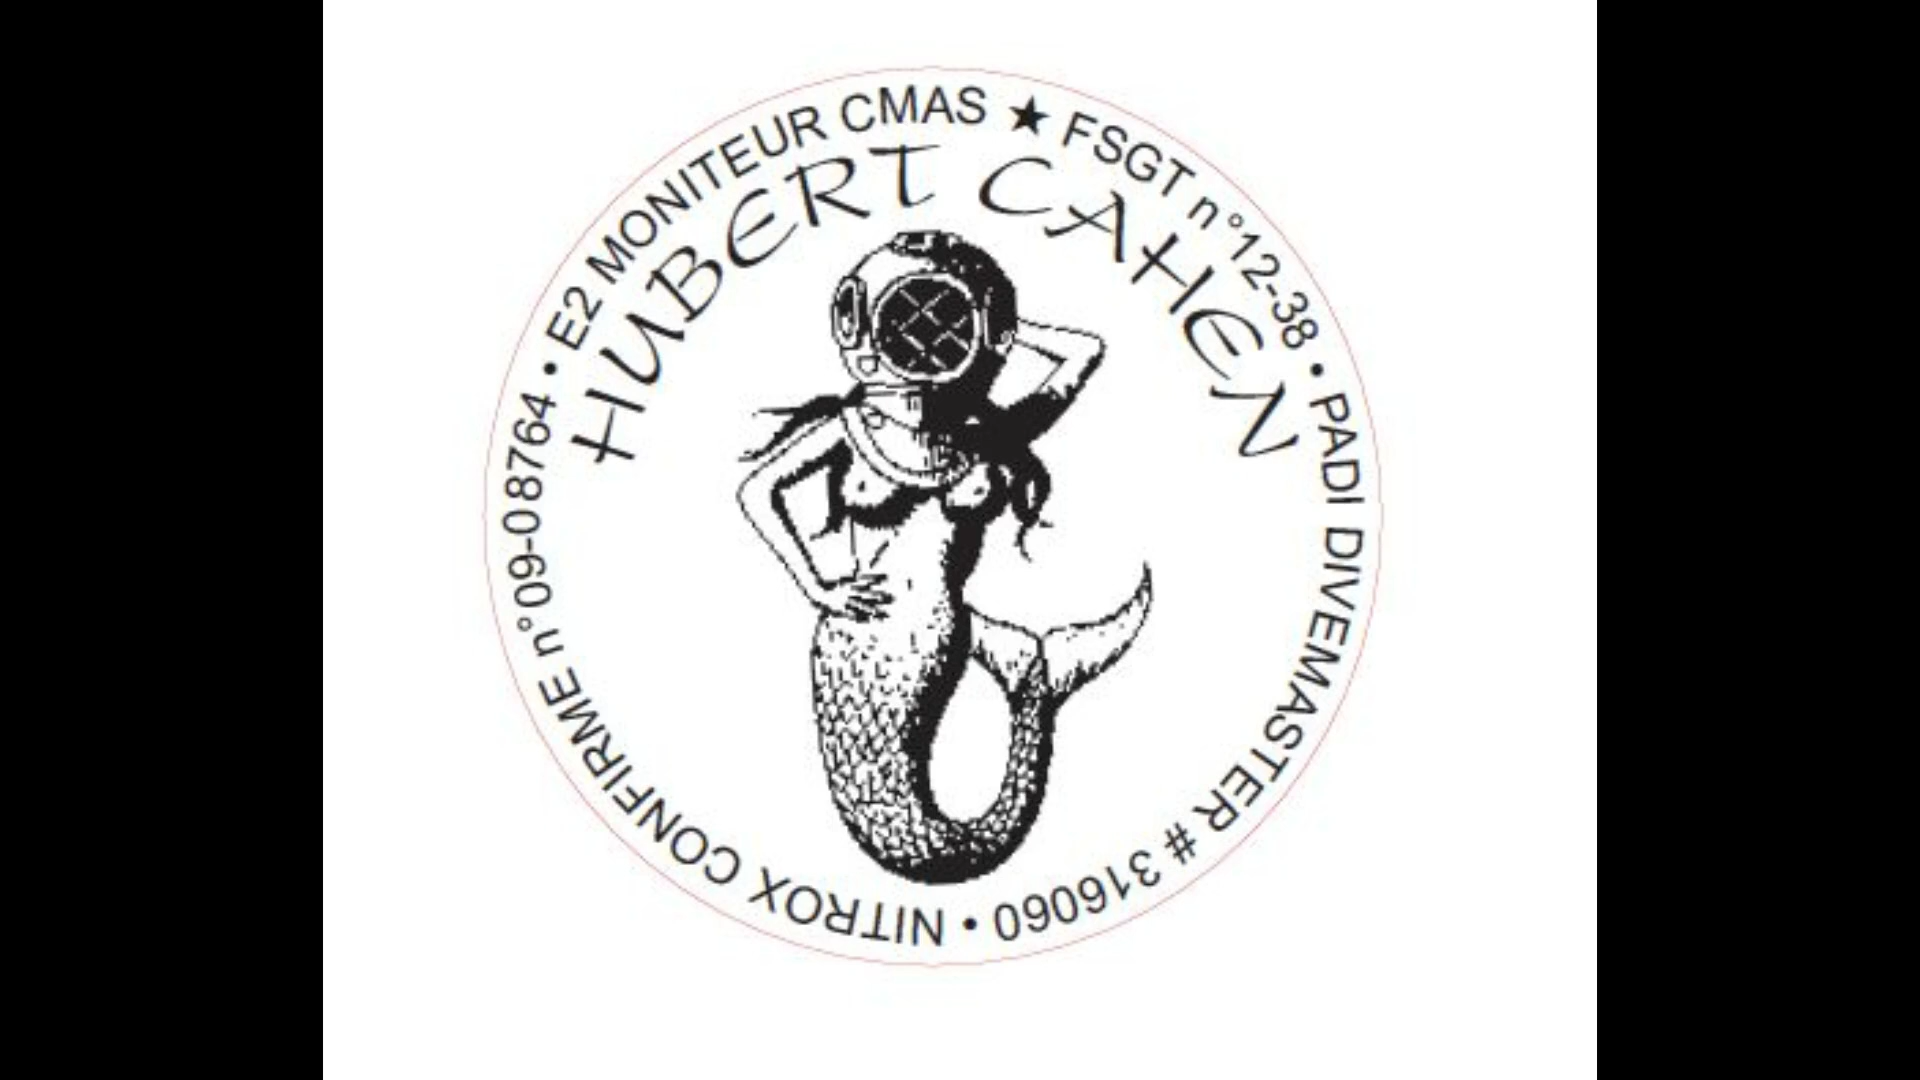 E2 MONITEUR CMAS ★ FSGT n°12-38 • PADI DIVEMASTER # 316060 • NITROX CONFIRME n°09-08764 •
HUBERT CAHEN